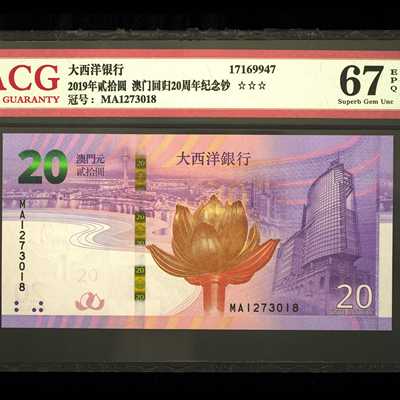 ACG
GUARANTY
大西洋银行
17169947
2019年贰拾圆 澳门回归20周年纪念钞 ☆☆☆
冠号: MA1273018
67
EPQ
Superb Gem Unc
20
澳門元
貳拾圓
大西洋銀行
20
MA1273018
20
MA1273018
20